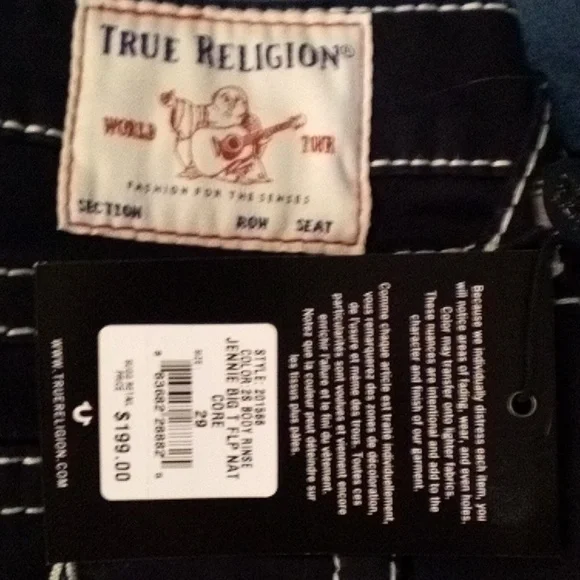 TRUE RELIGION®
WORLD TOUR
FASHION FOR THE SENSES
SECTION ROW SEAT
Because we individually distress each item, you
will notice areas of fading, wear, and even holes.
Color may transfer onto lighter fabrics.
These nuances are intentional and add to the
character and finish of our garment.
Comme chaque article est traité individuellement,
vous remarquerez des zones de décoloration,
de l'usure et même des trous. Toutes ces
particularités sont voulues et viennent encore
enrichir l'allure et le fini du vêtement.
Notez que la couleur peut déteindre sur
les tissus plus pâles.
STYLE: 201566
COLOR 2S BODY RINSE
JENNIE BIG T FLP NAT
CORE
SIZE
29
PRICE
$199.00
WWW.TRUERELIGION.COM